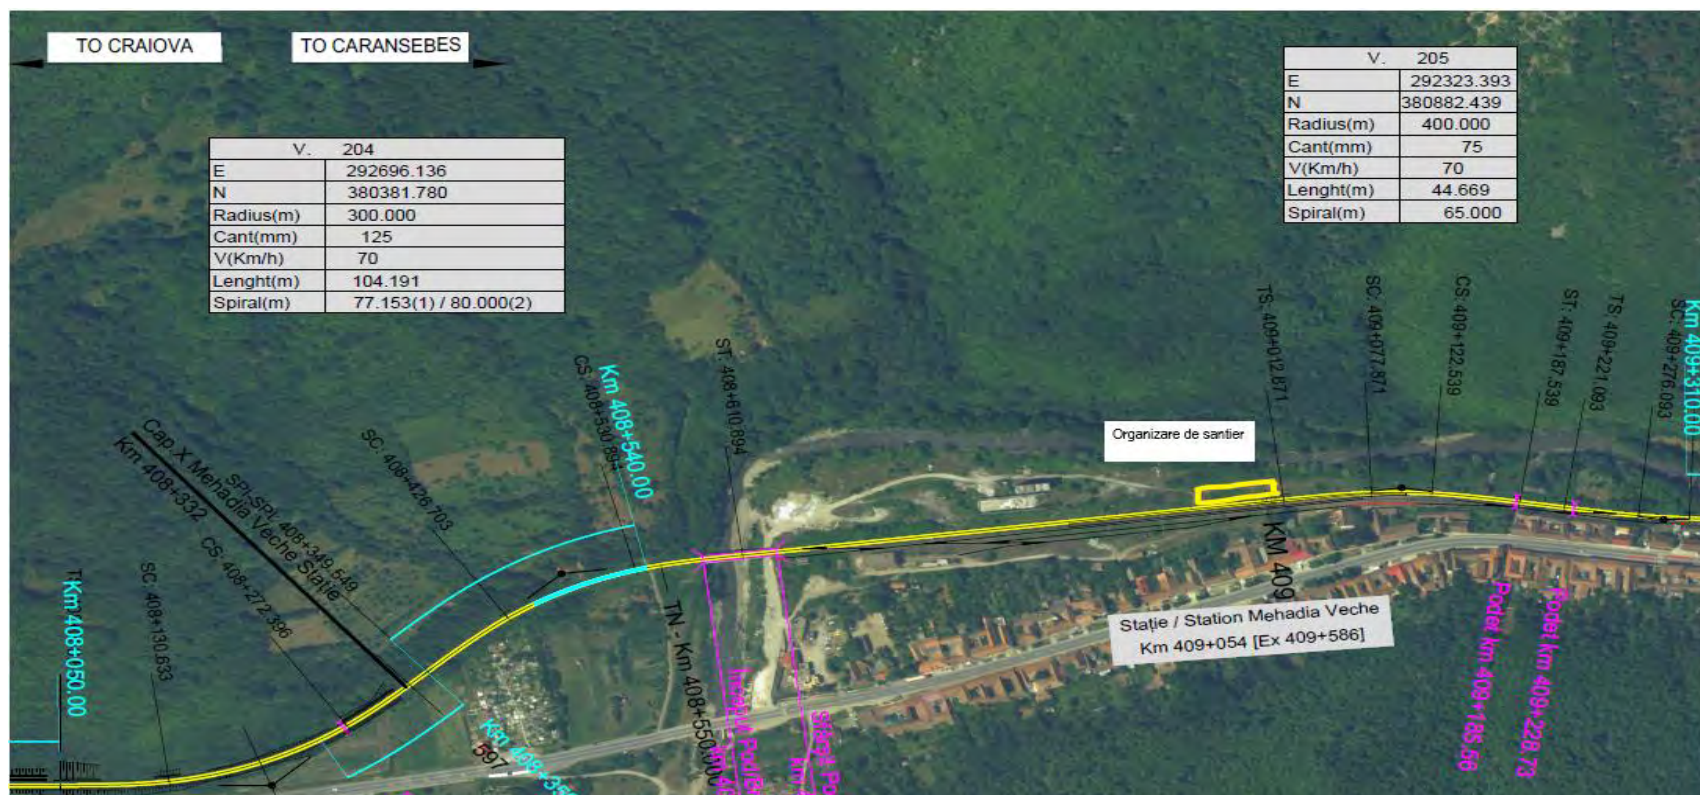 TO CRAIOVA
TO CARANSEBES
V. 204
E 292696.136
N 380381.780
Radius(m) 300.000
Cant(mm) 125
V(Km/h) 70
Lenght(m) 104.191
Spiral(m) 77.153(1) / 80.000(2)
V. 205
E 292323.393
N 380882.439
Radius(m) 400.000
Cant(mm) 75
V(Km/h) 70
Lenght(m) 44.669
Spiral(m) 65.000
Km 408+050.00
SC: 408+130.633
Cap.X Mehadia Veche Stație
Km 408+332
SPI-SPI: 408+349.549
CS: 408+272.396
SC: 408+426.703
CS: 408+530.894
Km 408+540.00
ST: 408+610.894
597
TN - Km 408+550.000
Organizare de santier
TS: 409+012.871
SC: 409+077.871
CS: 409+122.539
ST: 409+187.539
TS: 409+221.093
SC: 409+276.093
Km 409+310.00
KM 409
Stație / Station Mehadia Veche
Km 409+054 [Ex 409+586]
Podet km 409+185.56
Podet km 409+228.73